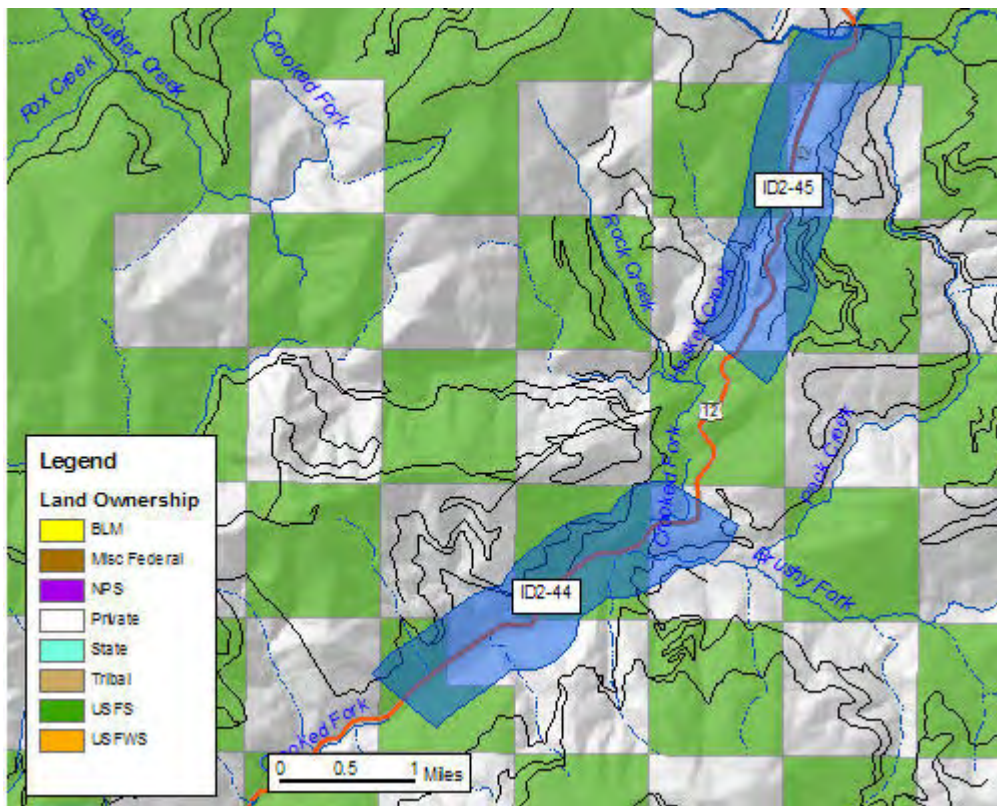 Boulder Creek
Crooked Fork
Fox Creek
12
ID2-45
Rock Creek
Haskell Creek
12
Pack Creek
Crooked Fork
Brushy Fork
ID2-44
Crooked Fork
Legend
Land Ownership
BLM
Misc Federal
NPS
Private
State
Tribal
USFS
USFWS
0 0.5 1 Miles